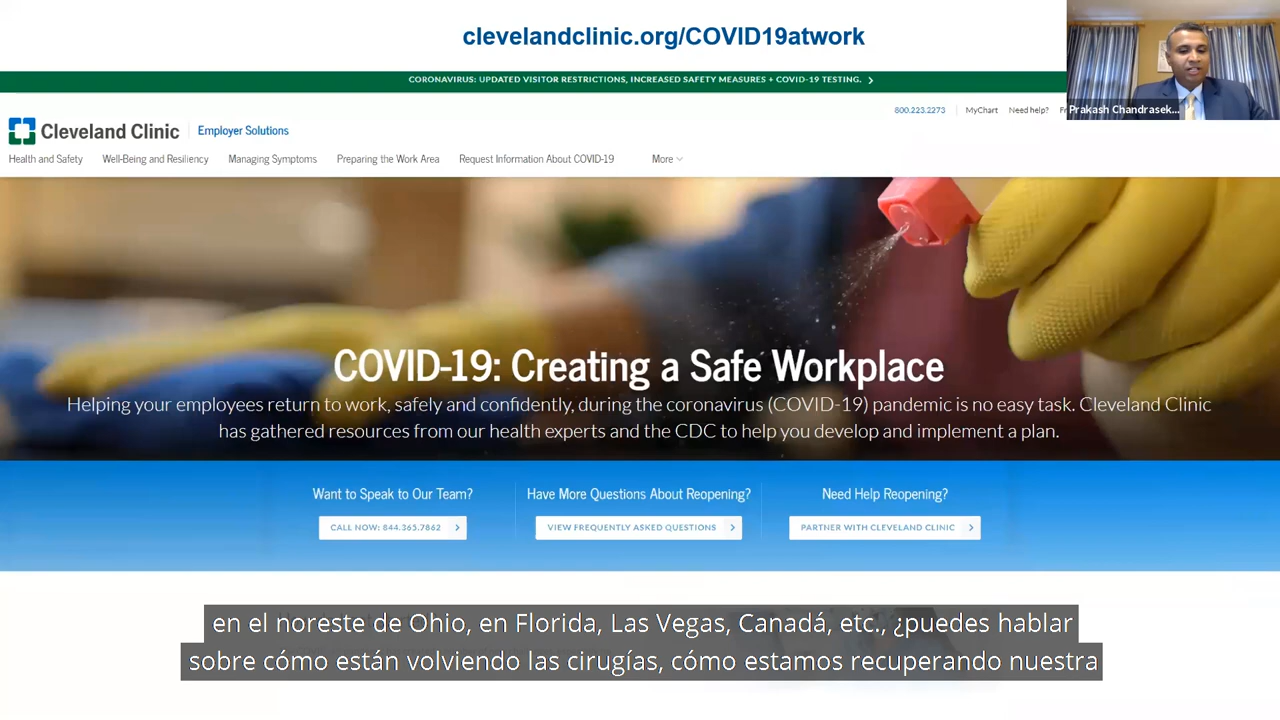 clevelandclinic.org/COVID19atwork
CORONAVIRUS: UPDATED VISITOR RESTRICTIONS, INCREASED SAFETY MEASURES + COVID-19 TESTING.
800.223.2273 MyChart Need help?
Prakash Chandrasek...
Cleveland Clinic Employer Solutions
Health and Safety Well-Being and Resiliency Managing Symptoms Preparing the Work Area Request Information About COVID-19 More
COVID-19: Creating a Safe Workplace
Helping your employees return to work, safely and confidently, during the coronavirus (COVID-19) pandemic is no easy task. Cleveland Clinic
has gathered resources from our health experts and the CDC to help you develop and implement a plan.
Want to Speak to Our Team? Have More Questions About Reopening? Need Help Reopening?
CALL NOW: 844.365.7862 VIEW FREQUENTLY ASKED QUESTIONS PARTNER WITH CLEVELAND CLINIC
en el noreste de Ohio, en Florida, Las Vegas, Canadá, etc., ¿puedes hablar
sobre cómo están volviendo las cirugías, cómo estamos recuperando nuestra